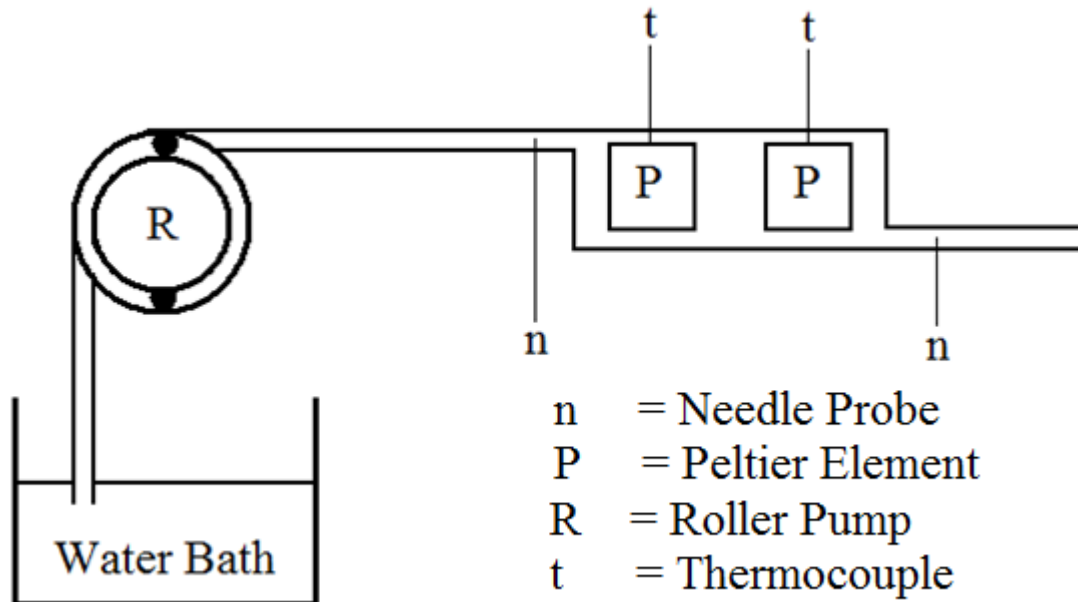 t t
P P
R
n
n
n = Needle Probe
P = Peltier Element
R = Roller Pump
t = Thermocouple
Water Bath